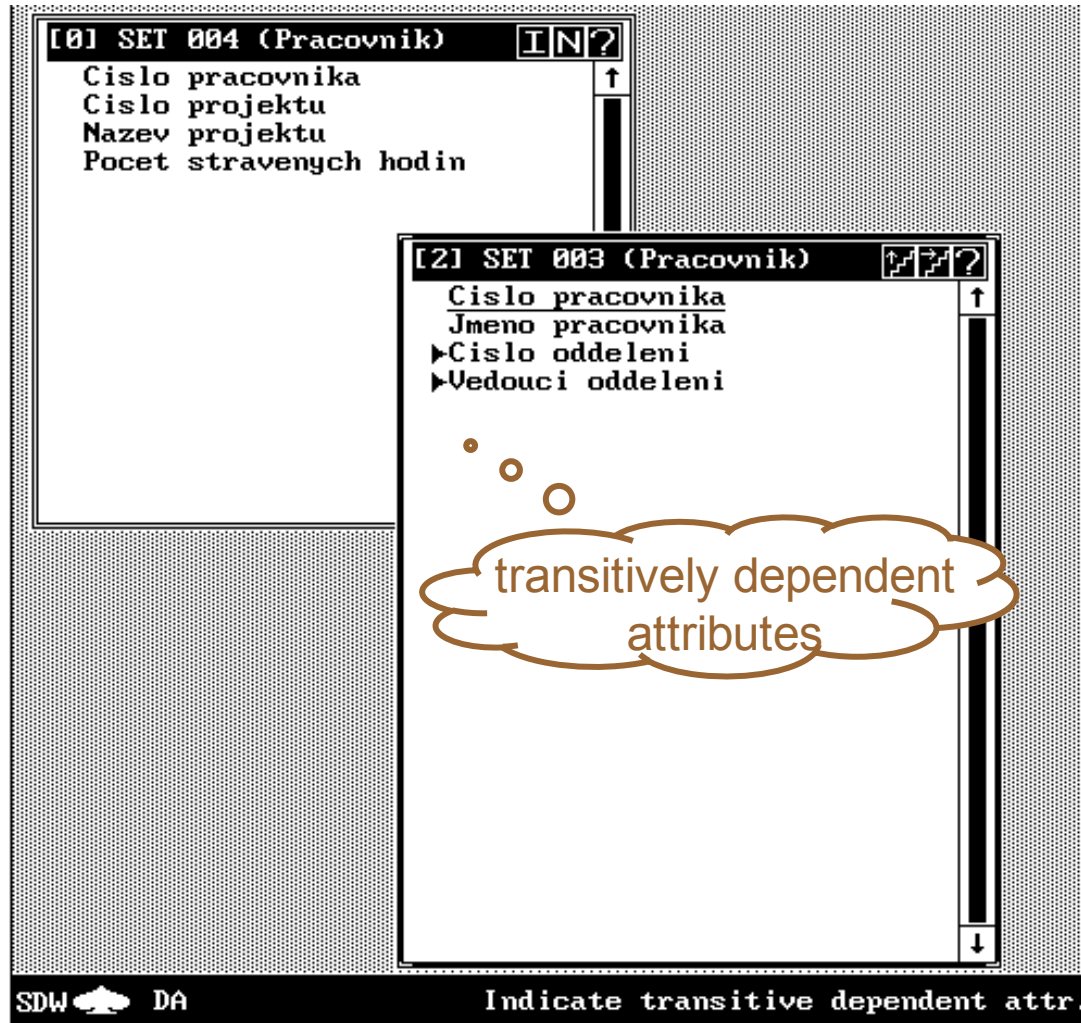 [0] SET 004 (Pracovnik) I N ?
Cislo pracovnika
Cislo projektu
Nazev projektu
Pocet stravenych hodin
[2] SET 003 (Pracovnik) ?
Cislo pracovnika
Jmeno pracovnika
Cislo oddeleni
Vedouci oddeleni
transitively dependent
attributes
SDW DA Indicate transitive dependent attr.